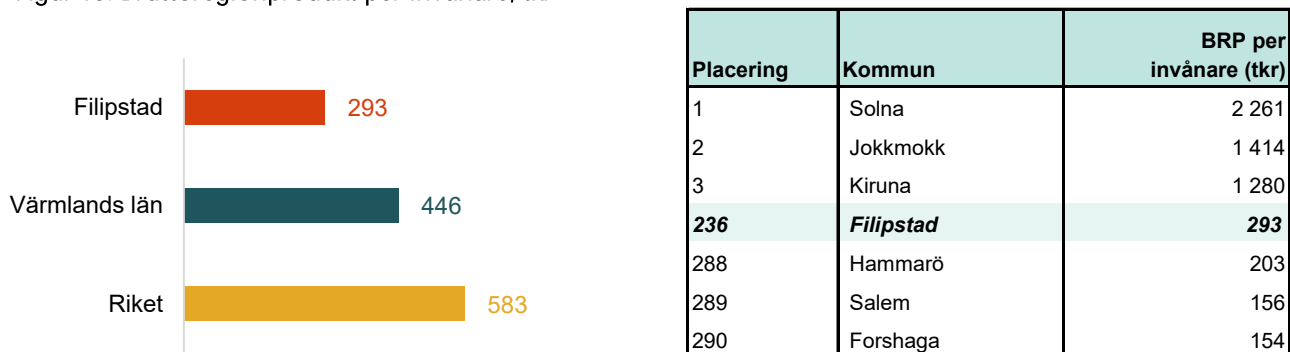 Filipstad 293
Värmlands län 446
Riket 583
BRP per
Placering Kommun invånare (tkr)
1 Solna 2 261
2 Jokkmokk 1 414
3 Kiruna 1 280
236 Filipstad 293
288 Hammarö 203
289 Salem 156
290 Forshaga 154